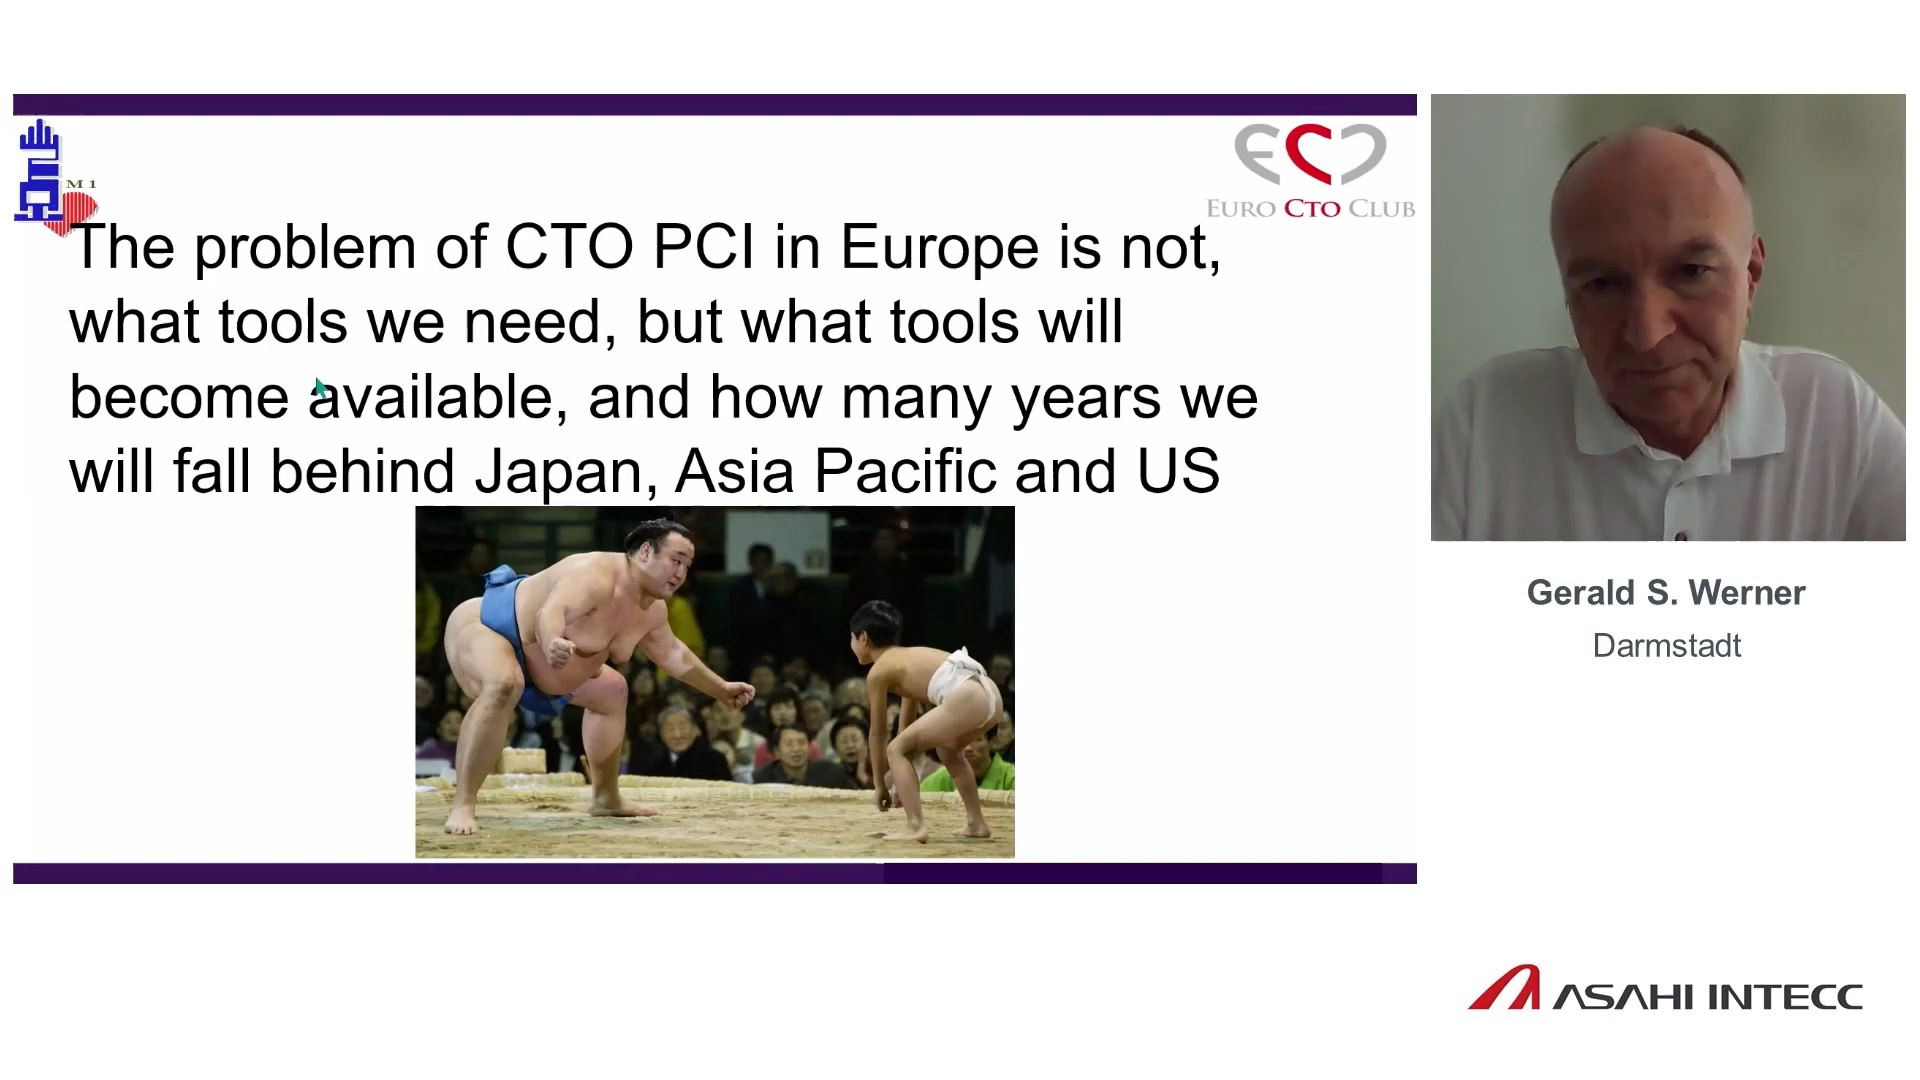 M 1
EURO CTO CLUB
The problem of CTO PCI in Europe is not,
what tools we need, but what tools will
become available, and how many years we
will fall behind Japan, Asia Pacific and US
Gerald S. Werner
Darmstadt
ASAHI INTECC